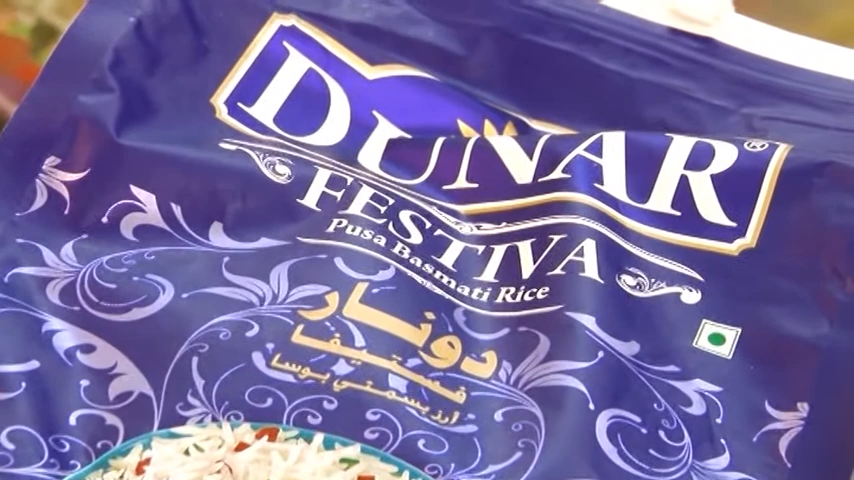 DUNAR®
FESTIVA
Pusa Basmati Rice
دونار
فستيفا
أرز بسمتي بوسا